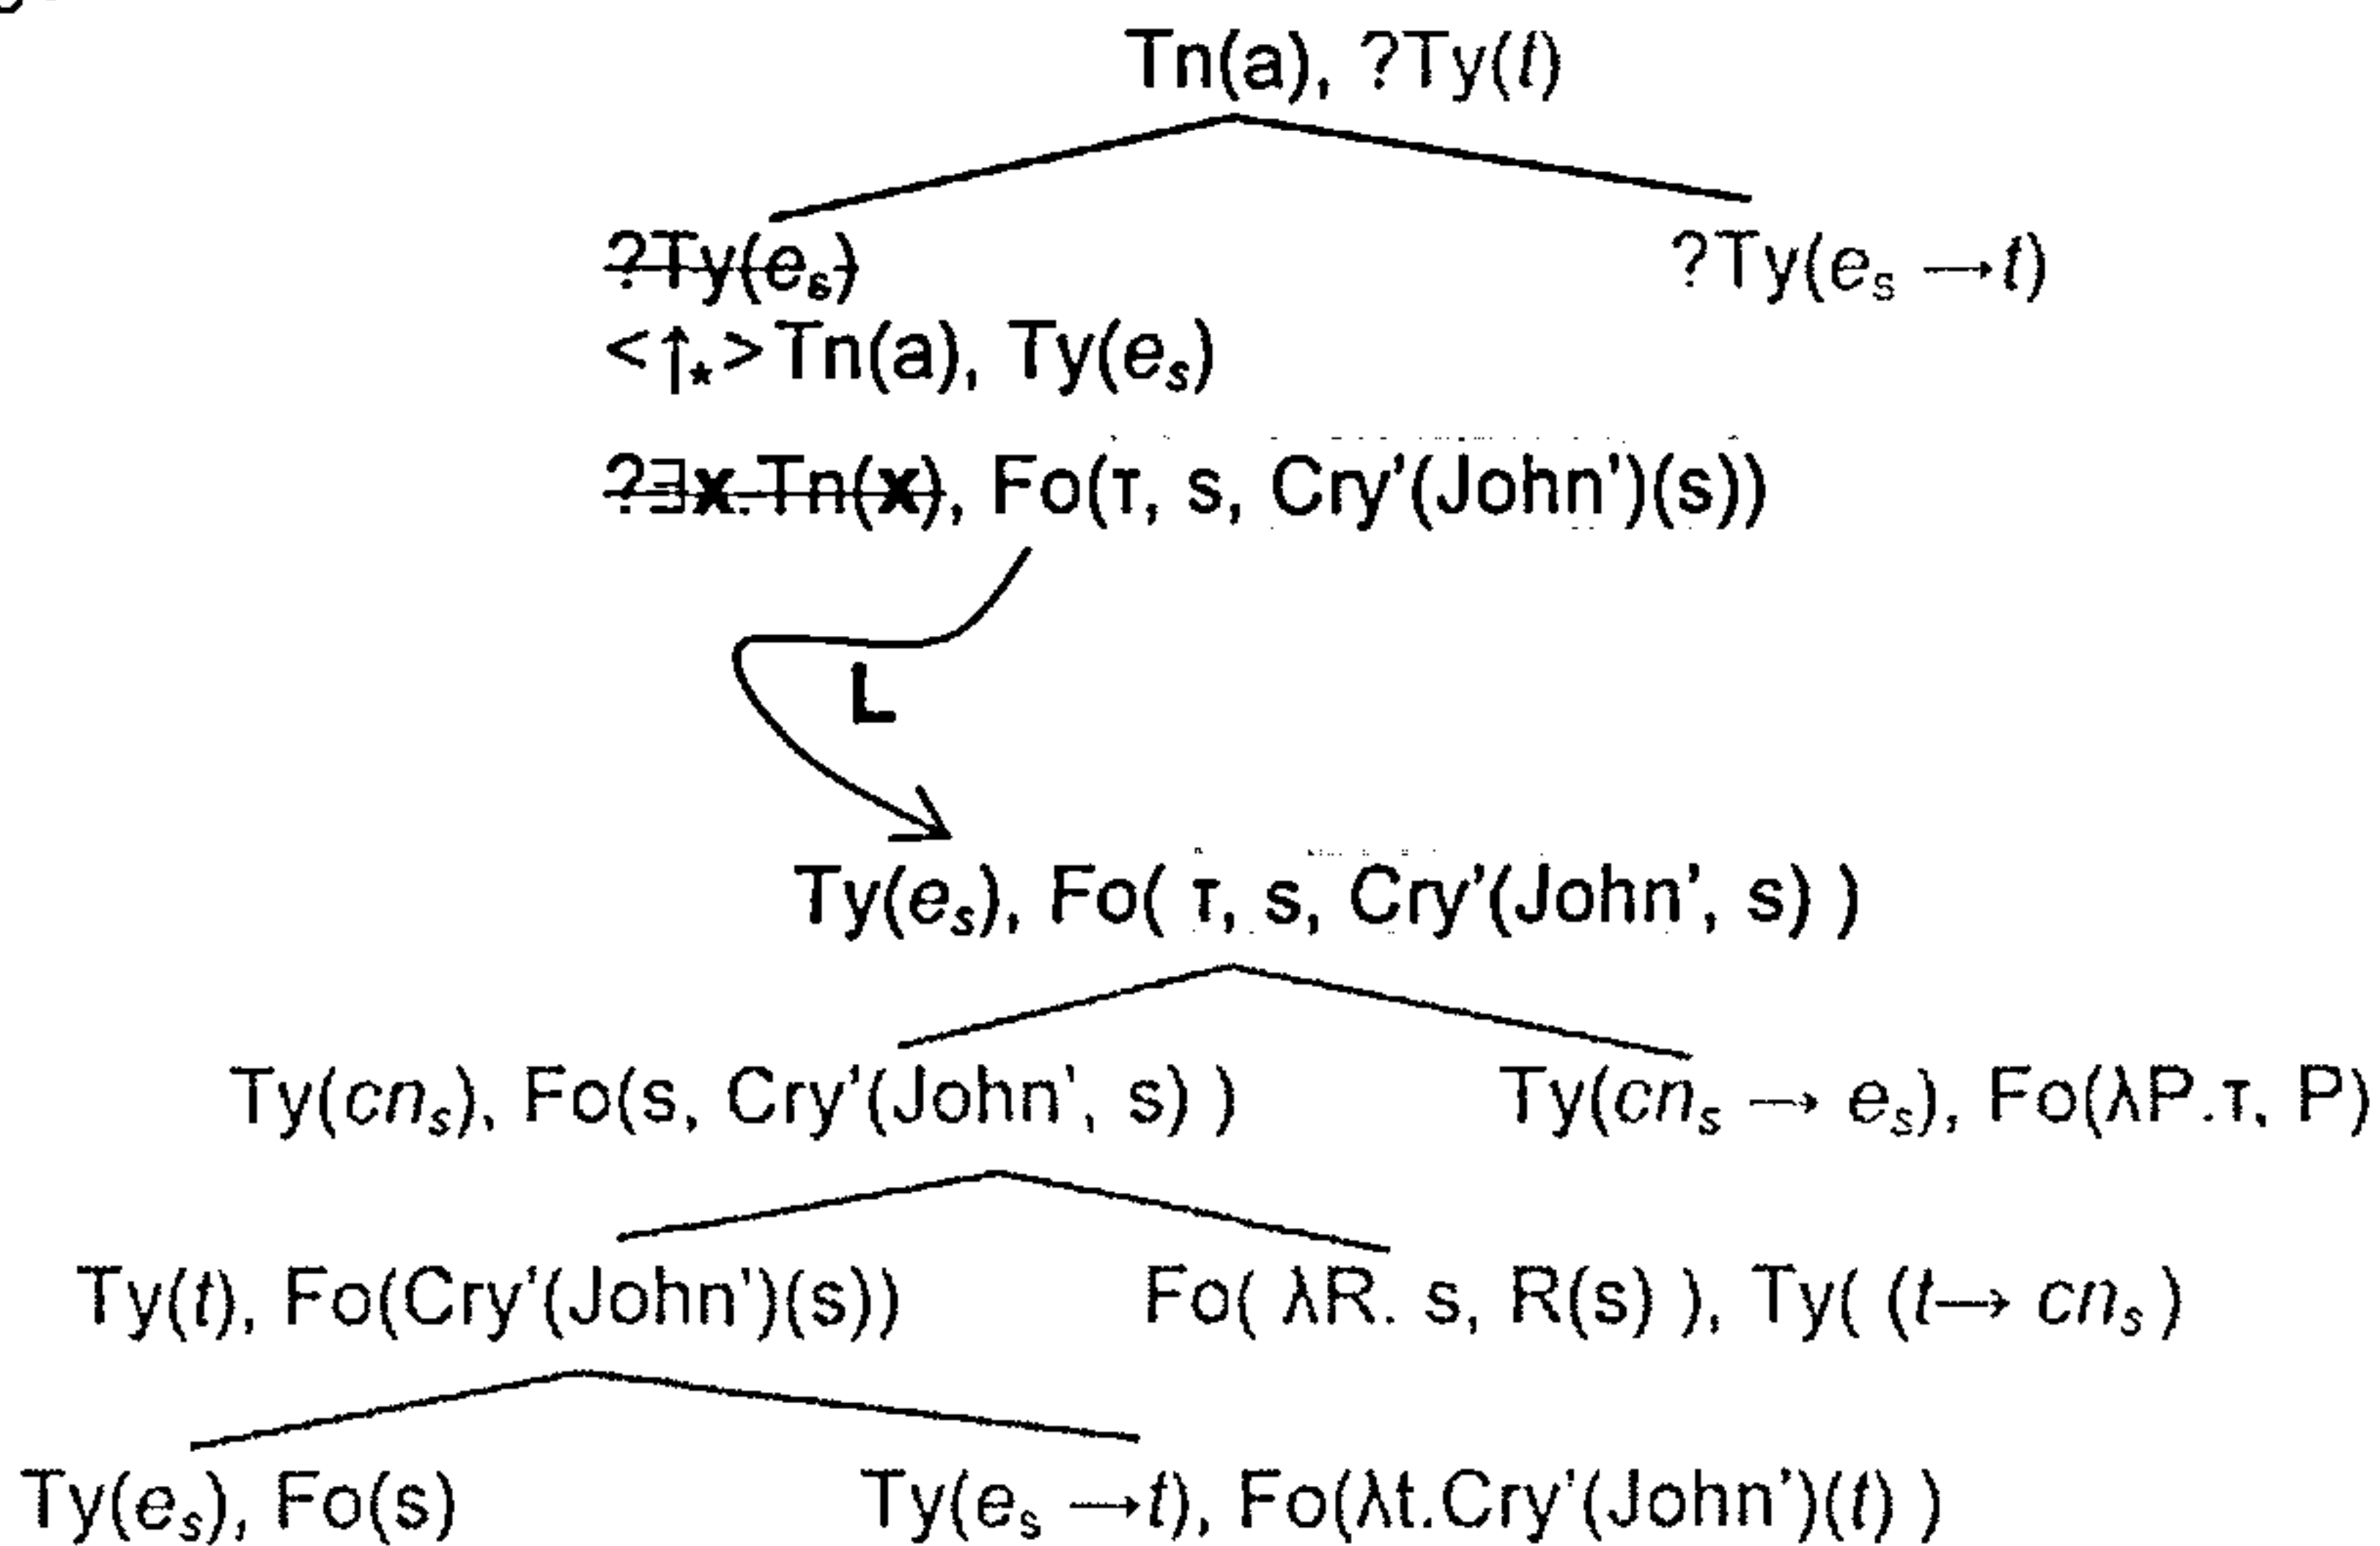 Tn(a), ?Ty(t)
?Ty(eₛ) ?Ty(eₛ → t)
<↑⋆>Tn(a), Ty(eₛ)
?∃x.Tn(x), Fo(τ, s, Cry'(John')(s))
L
Ty(eₛ), Fo( τ, s, Cry'(John', s) )
Ty(cnₛ), Fo(s, Cry'(John', s) ) Ty(cnₛ → eₛ), Fo(λP.τ, P)
Ty(t), Fo(Cry'(John')(s)) Fo( λR. s, R(s) ), Ty( (t→ cnₛ )
Ty(eₛ), Fo(s) Ty(eₛ →t), Fo(λt.Cry'(John')(t) )